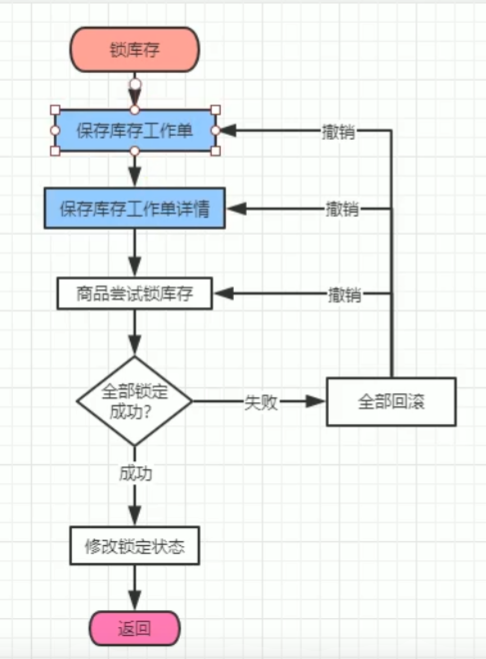 锁库存
保存库存工作单
撤销
保存库存工作单详情
撤销
商品尝试锁库存
撤销
全部锁定
成功?
失败
全部回滚
成功
修改锁定状态
返回